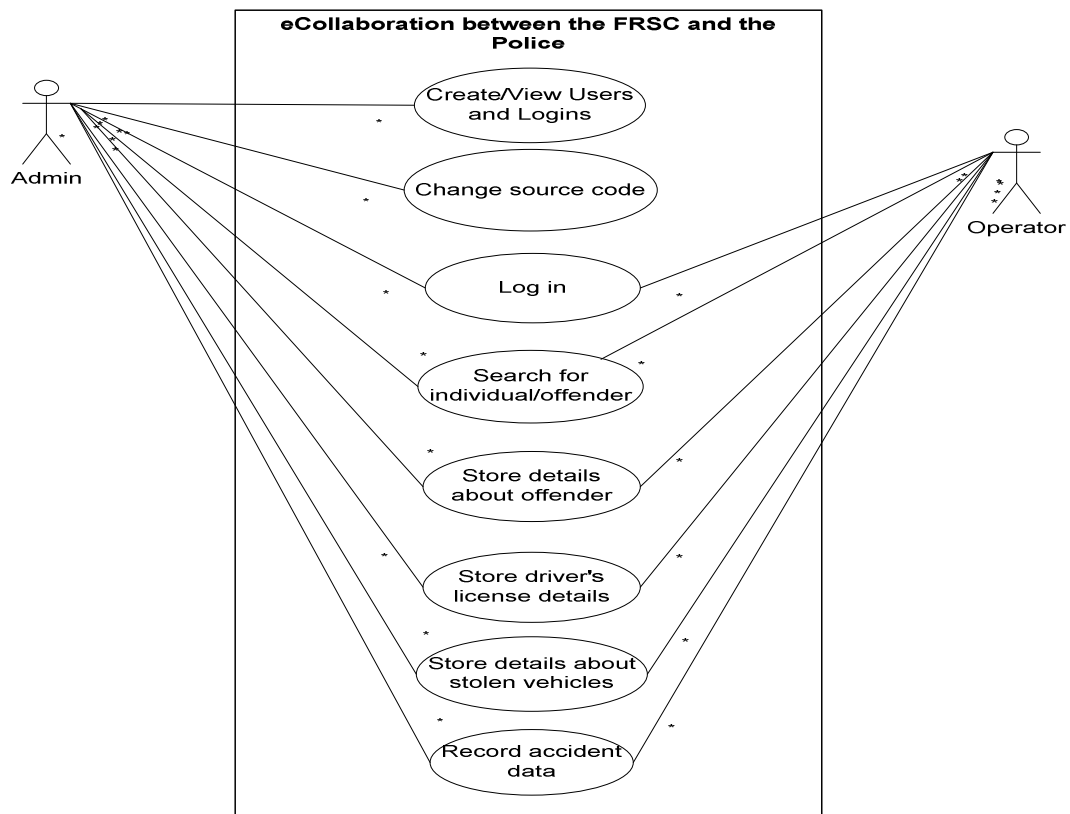 eCollaboration between the FRSC and the
Police
Create/View Users
and Logins
Admin
Change source code
Operator
Log in
Search for
individual/offender
Store details
about offender
Store driver's
license details
Store details about
stolen vehicles
Record accident
data